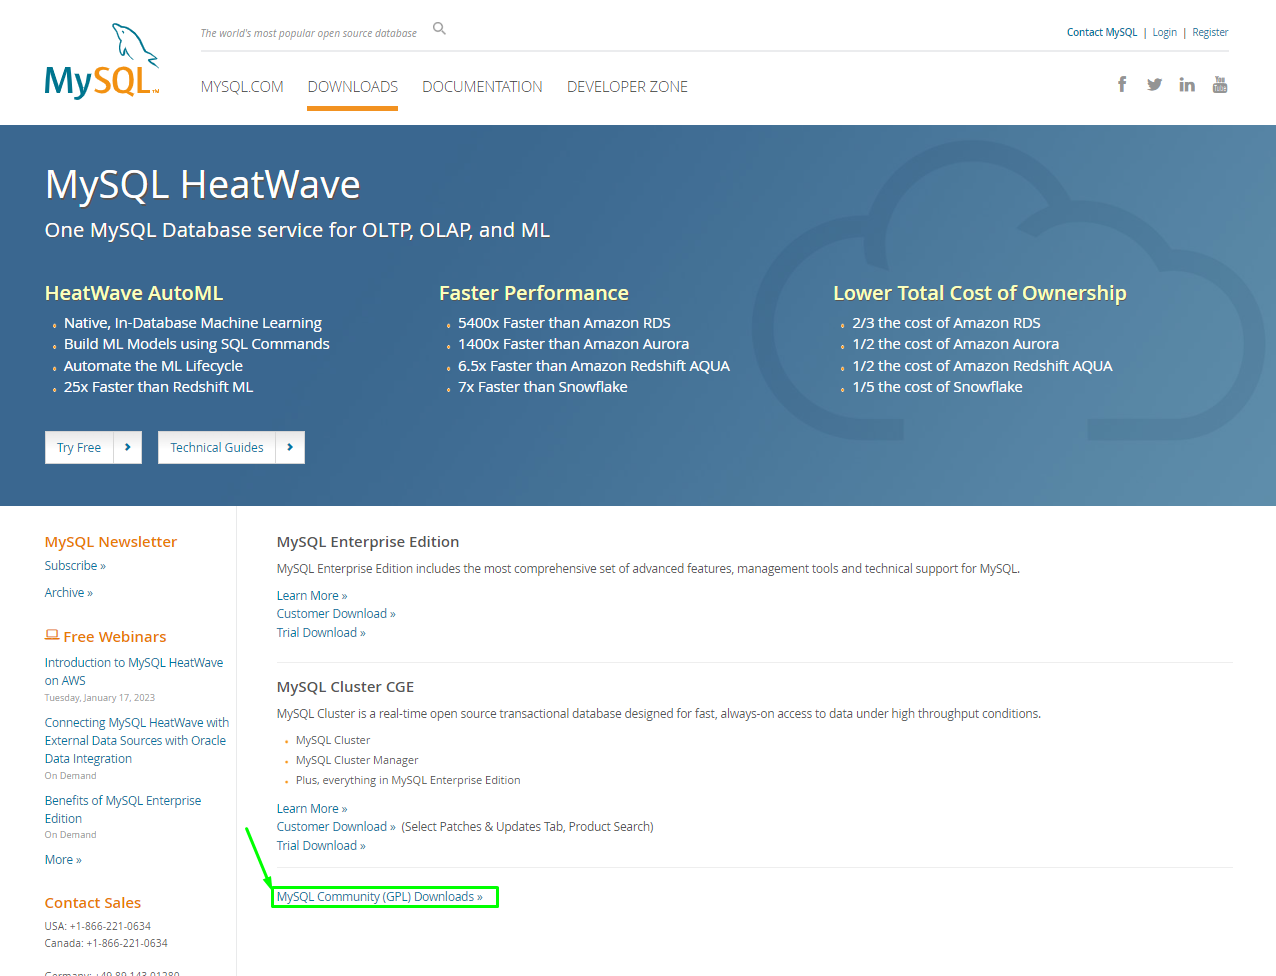 The world's most popular open source database
Contact MySQL | Login | Register
MySQL™
MYSQL.COM DOWNLOADS DOCUMENTATION DEVELOPER ZONE
You Tube
MySQL HeatWave
One MySQL Database service for OLTP, OLAP, and ML
HeatWave AutoML
Native, In-Database Machine Learning
Build ML Models using SQL Commands
Automate the ML Lifecycle
25x Faster than Redshift ML
Faster Performance
5400x Faster than Amazon RDS
1400x Faster than Amazon Aurora
6.5x Faster than Amazon Redshift AQUA
7x Faster than Snowflake
Lower Total Cost of Ownership
2/3 the cost of Amazon RDS
1/2 the cost of Amazon Aurora
1/2 the cost of Amazon Redshift AQUA
1/5 the cost of Snowflake
Try Free
Technical Guides
MySQL Newsletter
Subscribe »
Archive »
Free Webinars
Introduction to MySQL HeatWave
on AWS
Tuesday, January 17, 2023
Connecting MySQL HeatWave with
External Data Sources with Oracle
Data Integration
On Demand
Benefits of MySQL Enterprise
Edition
On Demand
More »
Contact Sales
USA: +1-866-221-0634
Canada: +1-866-221-0634
Germany: +49 89 143 01280
MySQL Enterprise Edition
MySQL Enterprise Edition includes the most comprehensive set of advanced features, management tools and technical support for MySQL.
Learn More »
Customer Download »
Trial Download »
MySQL Cluster CGE
MySQL Cluster is a real-time open source transactional database designed for fast, always-on access to data under high throughput conditions.
MySQL Cluster
MySQL Cluster Manager
Plus, everything in MySQL Enterprise Edition
Learn More »
Customer Download » (Select Patches & Updates Tab, Product Search)
Trial Download »
MySQL Community (GPL) Downloads »